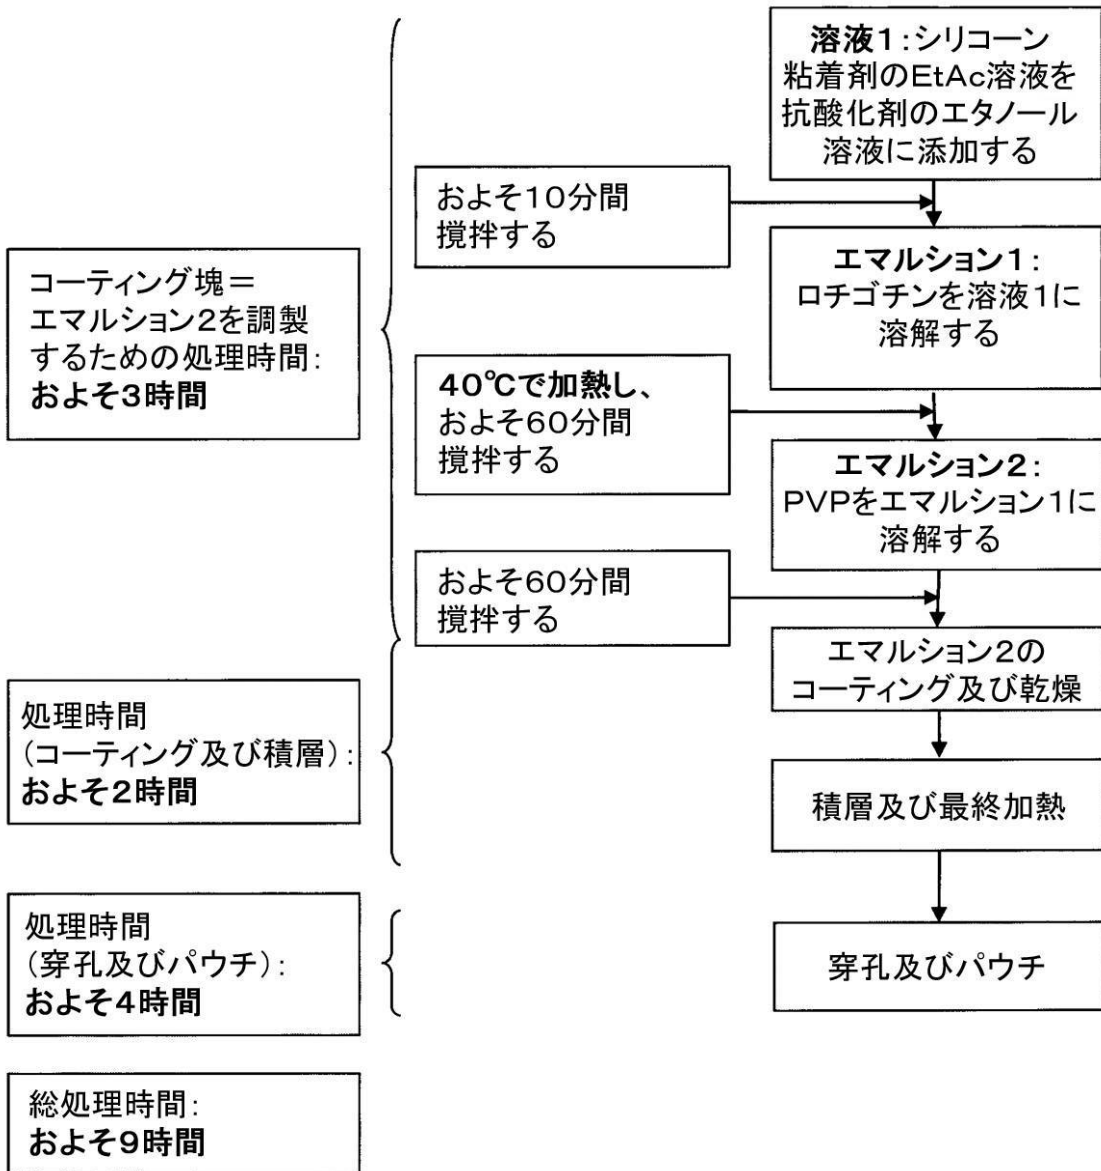 溶液1:シリコーン
粘着剤のEtAc溶液を
抗酸化剤のエタノール
溶液に添加する
およそ10分間
攪拌する
エマルション1:
ロチゴチンを溶液1に
溶解する
コーティング塊=
エマルション2を調製
するための処理時間:
およそ3時間
40℃で加熱し、
およそ60分間
攪拌する
エマルション2:
PVPをエマルション1に
溶解する
およそ60分間
攪拌する
エマルション2の
コーティング及び乾燥
処理時間
(コーティング及び積層):
およそ2時間
積層及び最終加熱
処理時間
(穿孔及びパウチ):
およそ4時間
穿孔及びパウチ
総処理時間:
およそ9時間